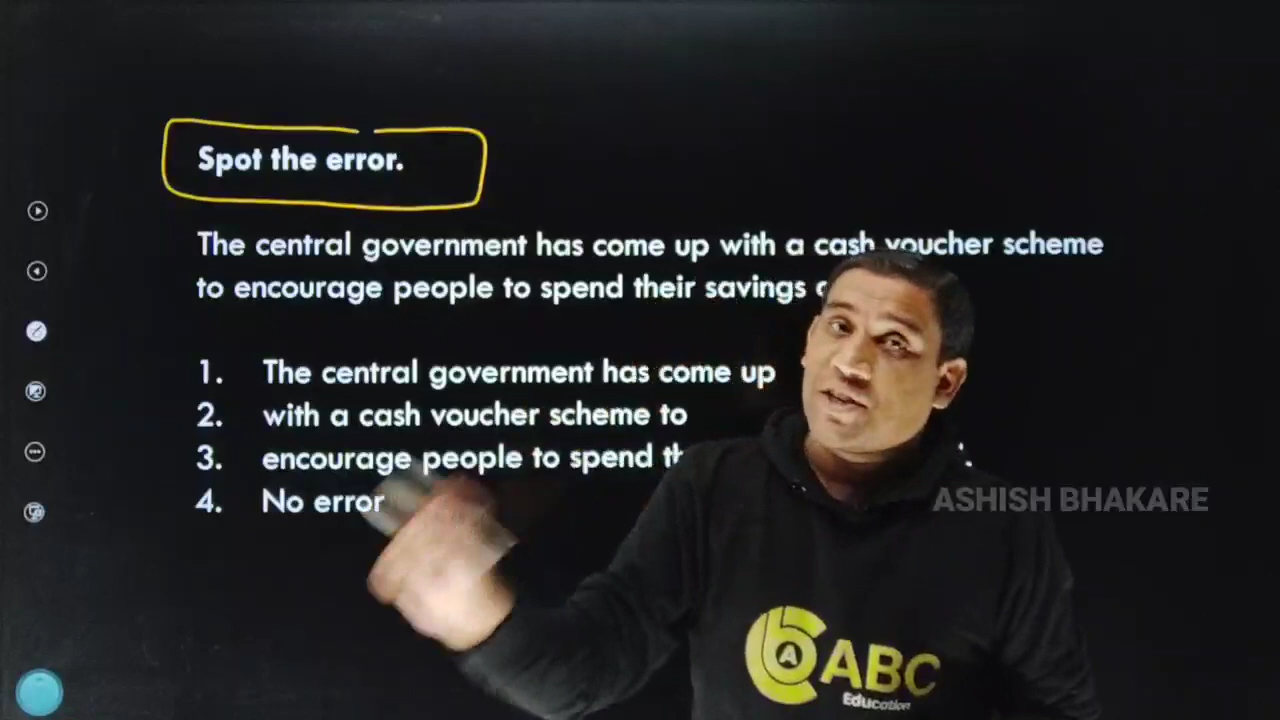 Spot the error.
The central government has come up with a cash voucher scheme
to encourage people to spend their savings
1. The central government has come up
2. with a cash voucher scheme to
3. encourage people to spend
4. No error
ASHISH BHAKARE
ABC
Education